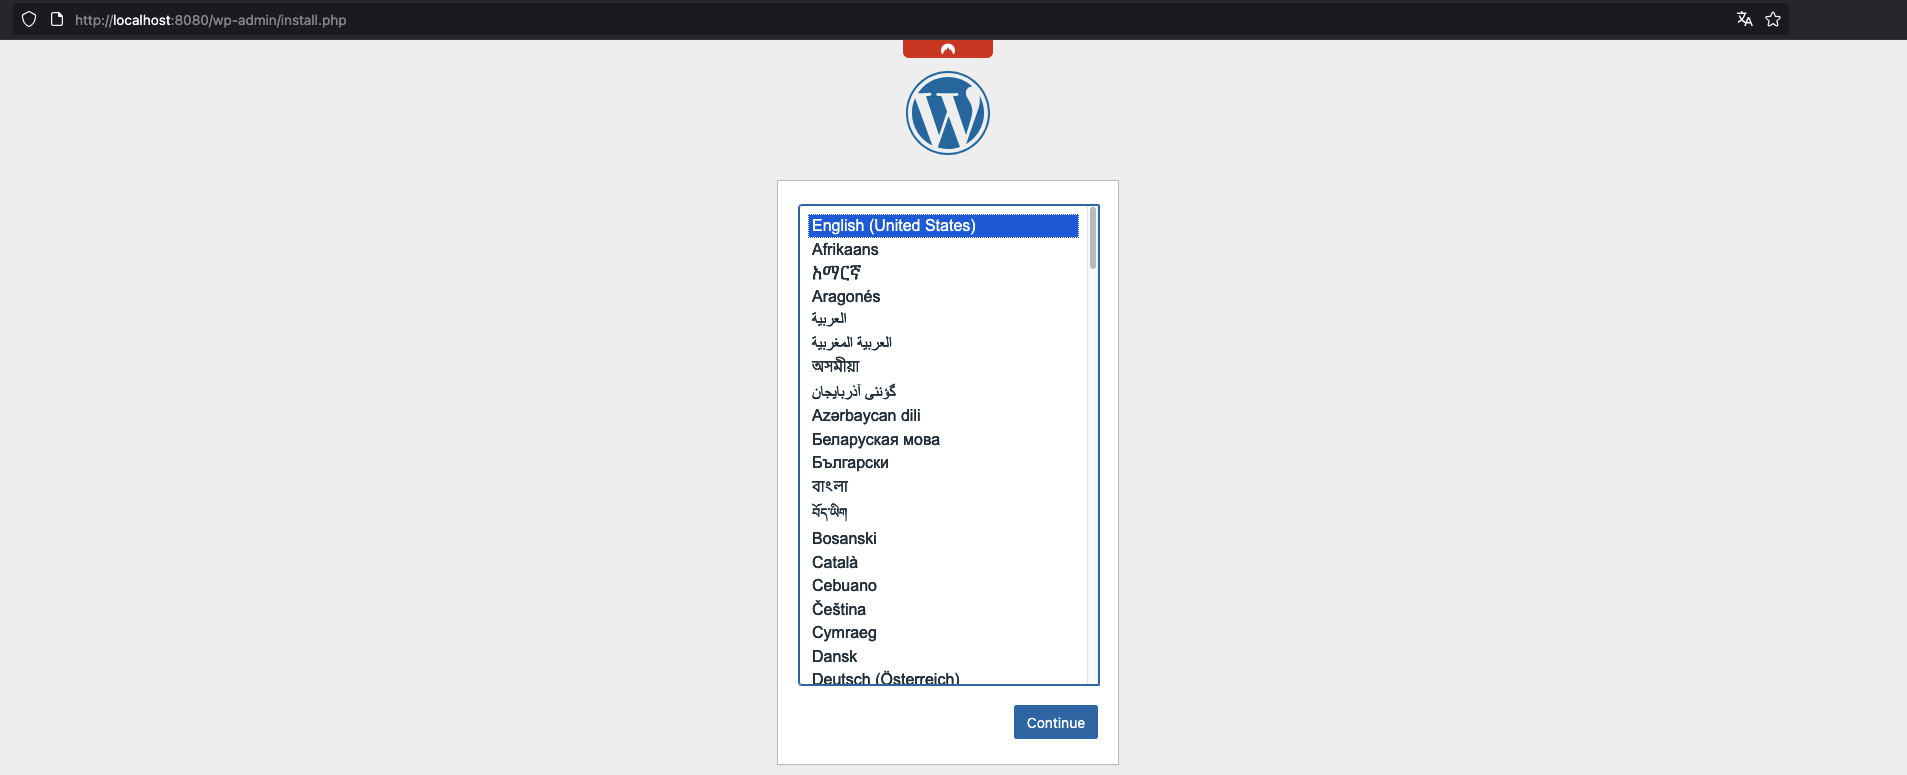 http://localhost:8080/wp-admin/install.php
English (United States)
Afrikaans
አማርኛ
Aragonés
العربية
العربية المغربية
অসমীয়া
گؤنئی آذربایجان
Azərbaycan dili
Беларуская мова
Български
বাংলা
བོད་ཡིག
Bosanski
Català
Cebuano
Čeština
Cymraeg
Dansk
Deutsch (Österreich)
Continue